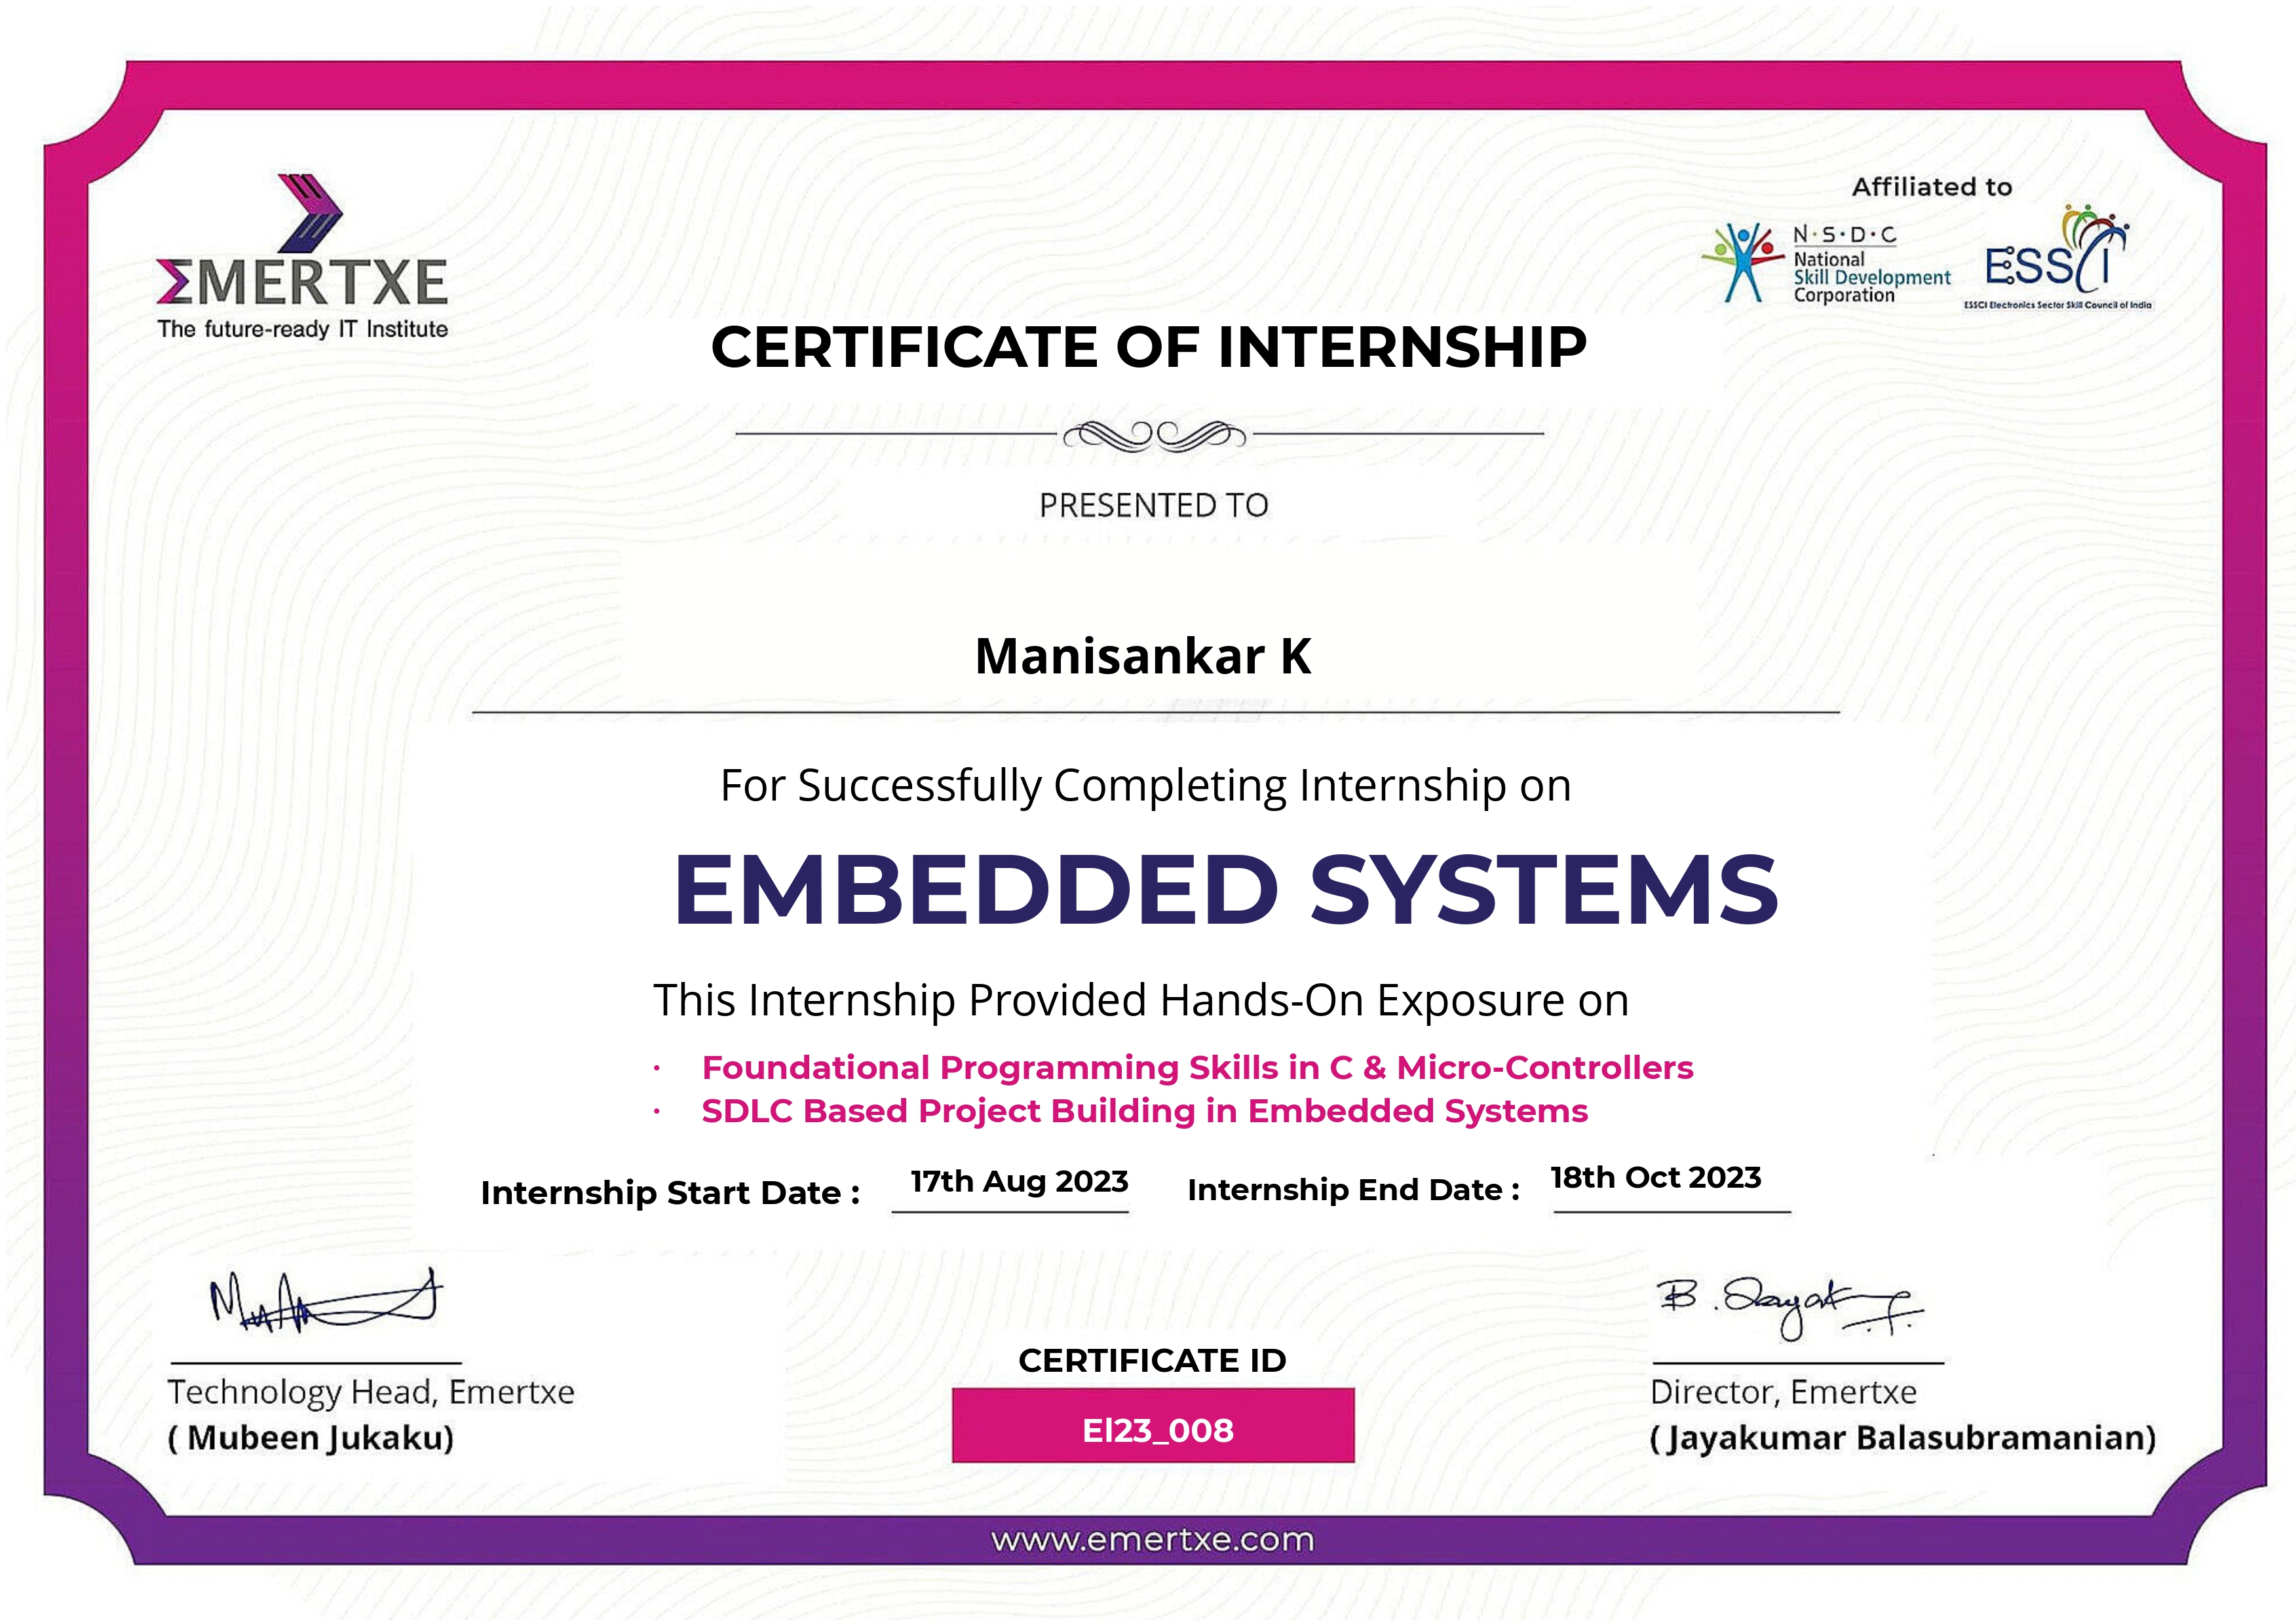 EMERTXE
The future-ready IT Institute
Affiliated to
N·S·D·C
National
Skill Development
Corporation
ESSCI
ESSCI Electronics Sector Skill Council of India
CERTIFICATE OF INTERNSHIP
PRESENTED TO
Manisankar K
For Successfully Completing Internship on
EMBEDDED SYSTEMS
This Internship Provided Hands-On Exposure on
· Foundational Programming Skills in C & Micro-Controllers
· SDLC Based Project Building in Embedded Systems
Internship Start Date : 17th Aug 2023 Internship End Date : 18th Oct 2023
B. Jayak
Technology Head, Emertxe
( Mubeen Jukaku)
CERTIFICATE ID
EI23_008
Director, Emertxe
( Jayakumar Balasubramanian)
www.emertxe.com